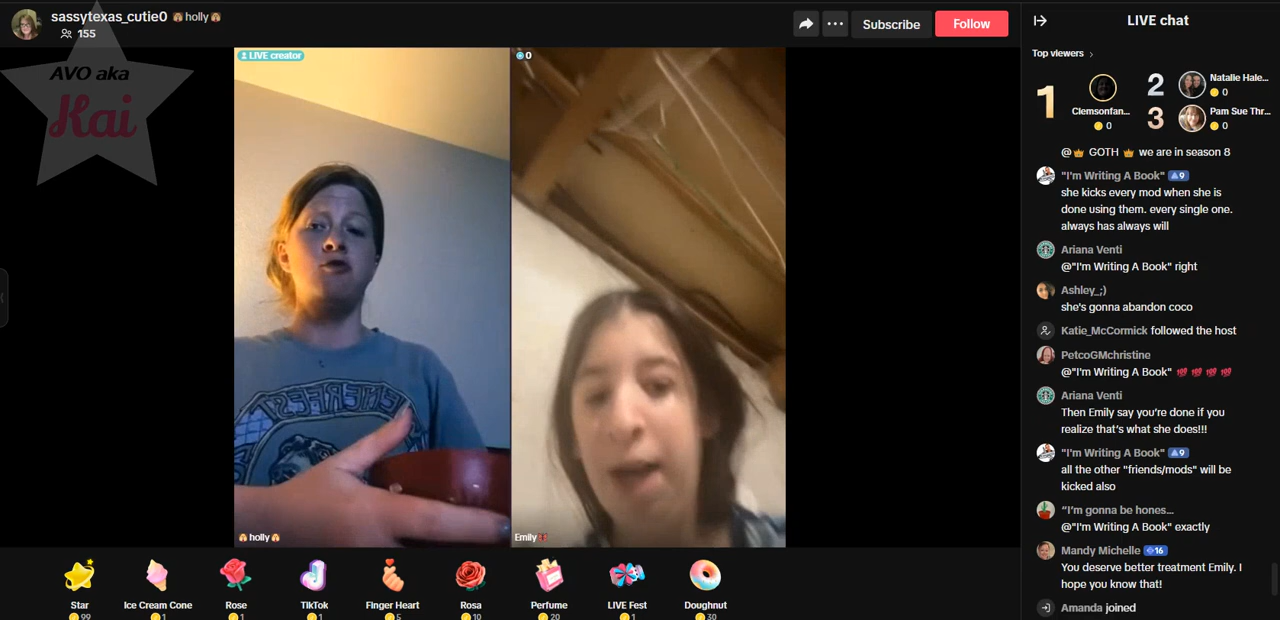 sassytexas_cutie0 🙈holly🙈
155
Subscribe
Follow
AVO aka
Kai
LIVE creator
0
🙈holly🙈
Emily
Star
99
Ice Cream Cone
1
Rose
1
TikTok
1
Finger Heart
5
Rosa
10
Perfume
20
LIVE Fest
1
Doughnut
30
LIVE chat
Top viewers
1
Clemsonfan...
0
2
Natalie Hale...
0
3
Pam Sue Thr...
0
@👑 GOTH 👑 we are in season 8
"I'm Writing A Book" 9
she kicks every mod when she is
done using them. every single one.
always has always will
Ariana Venti
@"I'm Writing A Book" right
Ashley_;)
she's gonna abandon coco
Katie_McCormick followed the host
PetcoGMchristine
@"I'm Writing A Book" 💯 💯 💯 💯
Ariana Venti
Then Emily say you're done if you
realize that's what she does!!!
"I'm Writing A Book" 9
all the other "friends/mods" will be
kicked also
"I'm gonna be hones...
@"I'm Writing A Book" exactly
Mandy Michelle 16
You deserve better treatment Emily. I
hope you know that!
Amanda joined